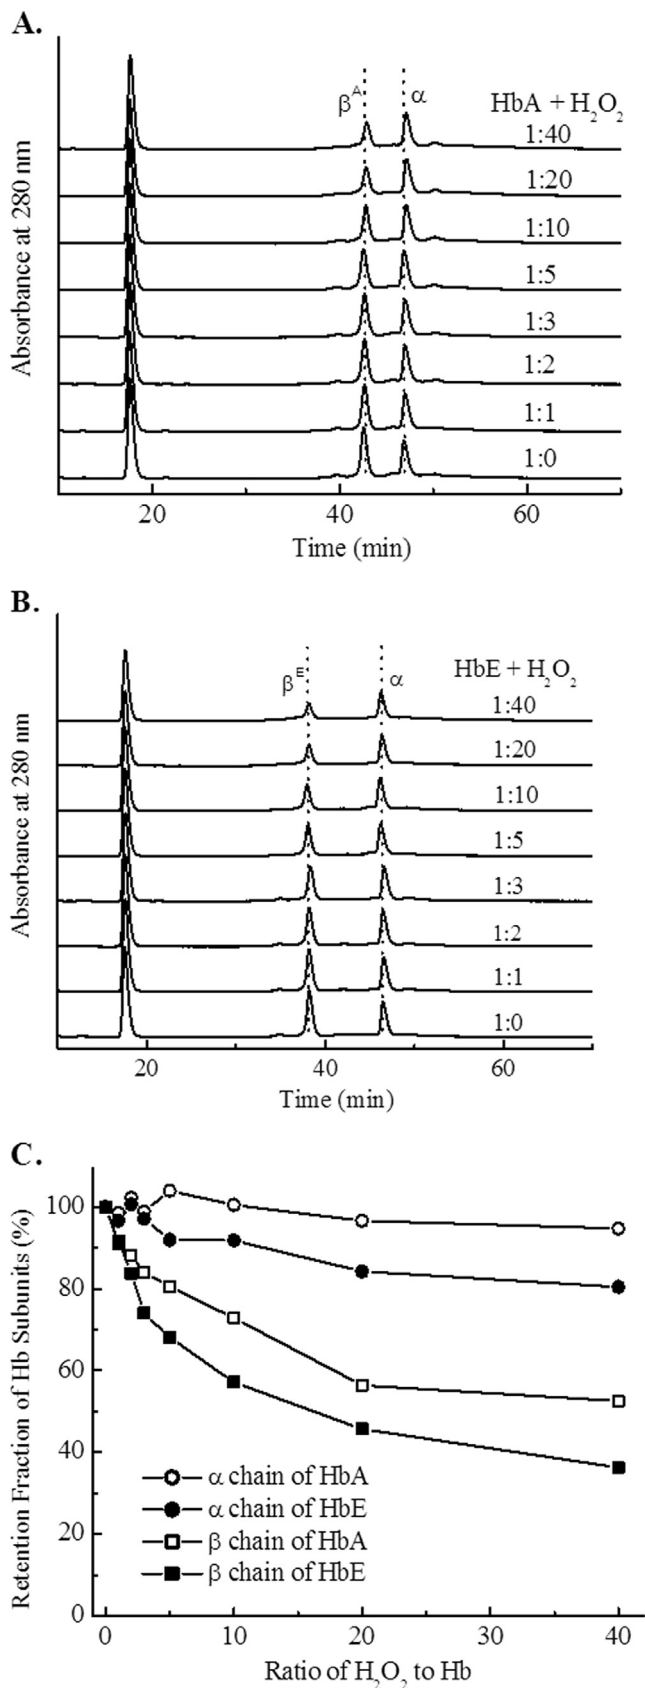 A.
β^A α HbA + H₂O₂
1:40
1:20
1:10
1:5
1:3
1:2
1:1
1:0
Absorbance at 280 nm
20 40 60
Time (min)
B.
β^E α HbE + H₂O₂
1:40
1:20
1:10
1:5
1:3
1:2
1:1
1:0
Absorbance at 280 nm
20 40 60
Time (min)
C.
Retention Fraction of Hb Subunits (%)
100
80
60
40
20
0
α chain of HbA
α chain of HbE
β chain of HbA
β chain of HbE
0 10 20 30 40
Ratio of H₂O₂ to Hb